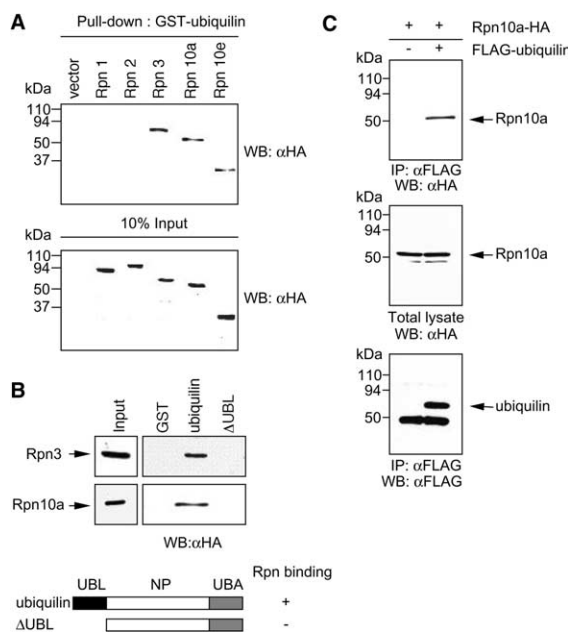 A
Pull-down : GST-ubiquilin
vector
Rpn 1
Rpn 2
Rpn 3
Rpn 10a
Rpn 10e
kDa
110
94
50
37
WB: αHA
10% Input
kDa
110
94
50
37
WB: αHA
B
Input
GST
ubiquilin
ΔUBL
Rpn3
Rpn10a
WB:αHA
UBL NP UBA Rpn binding
ubiquilin +
ΔUBL -
C
+ + Rpn10a-HA
- + FLAG-ubiquilin
kDa
110
94
50
Rpn10a
IP: αFLAG
WB: αHA
kDa
110
94
50
Rpn10a
Total lysate
WB: αHA
kDa
110
94
50
ubiquilin
IP: αFLAG
WB: αFLAG